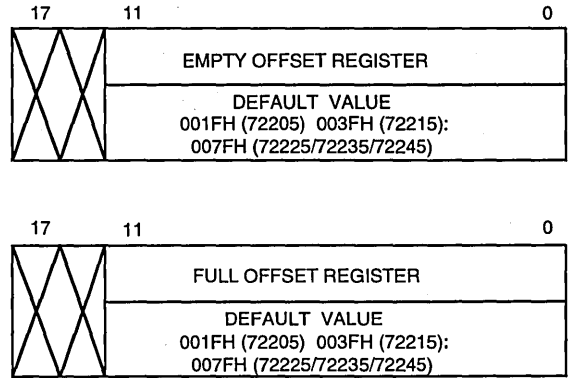 17 11 0
EMPTY OFFSET REGISTER
DEFAULT VALUE
001FH (72205) 003FH (72215):
007FH (72225/72235/72245)
17 11 0
FULL OFFSET REGISTER
DEFAULT VALUE
001FH (72205) 003FH (72215):
007FH (72225/72235/72245)